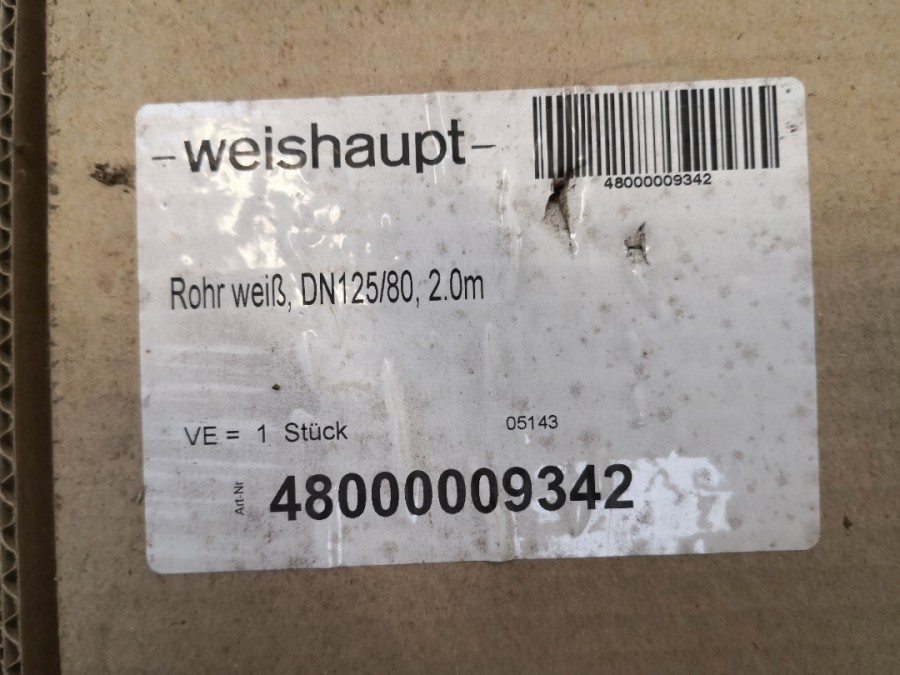 -weishaupt-
48000009342
Rohr weiß, DN125/80, 2.0m
VE = 1 Stück
05143
Art-Nr
48000009342